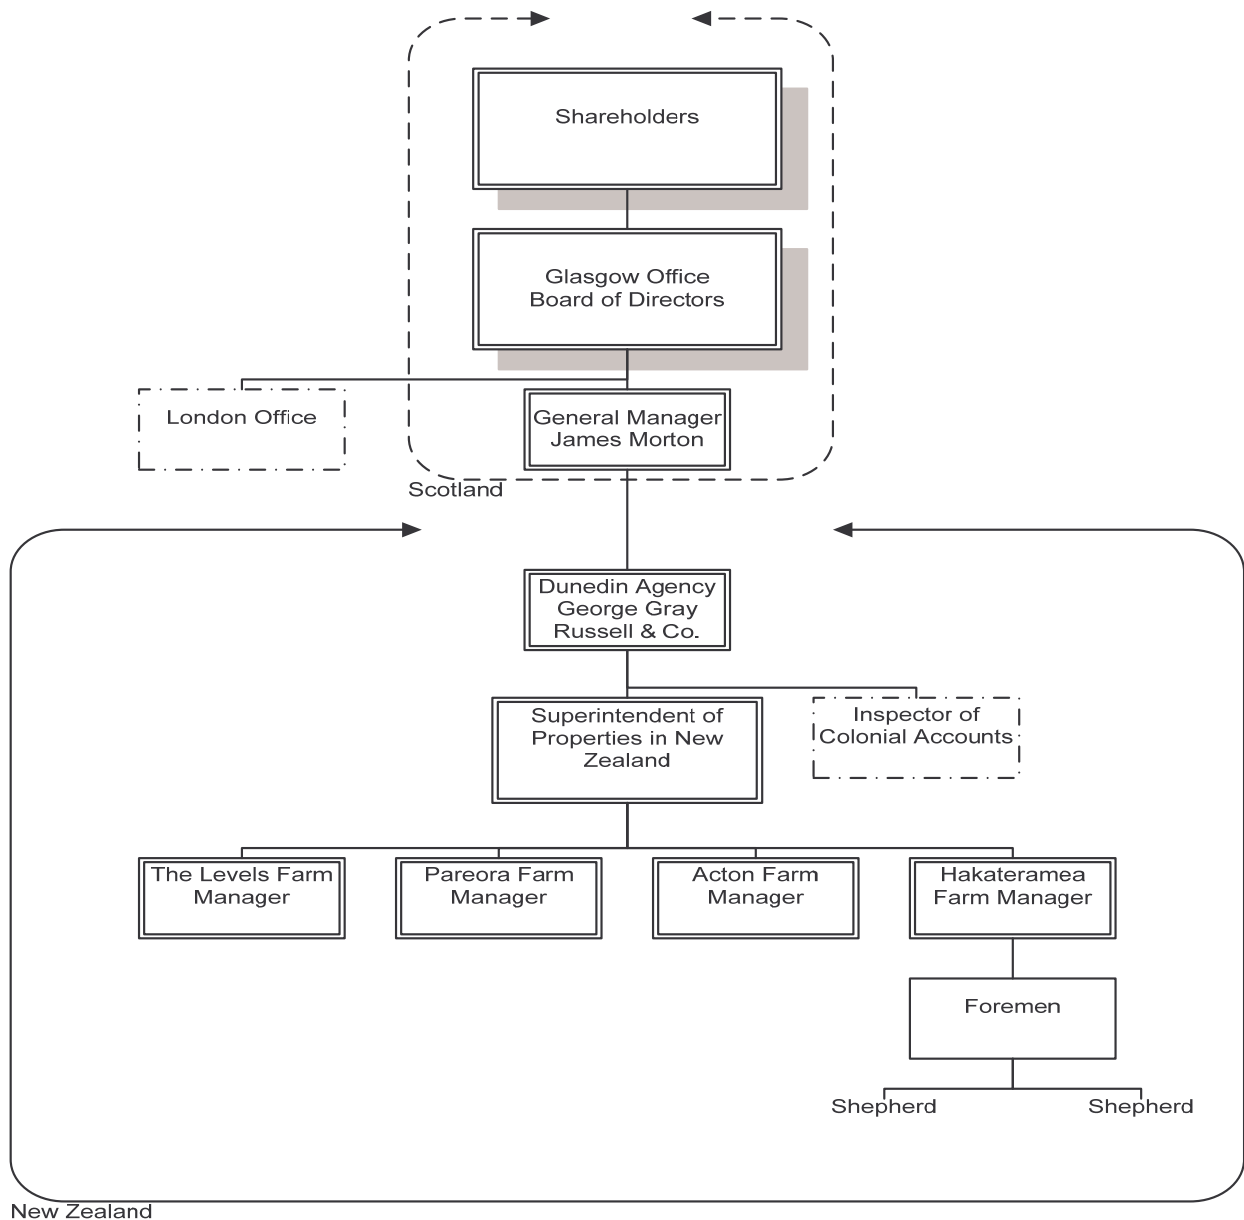 Shareholders
Glasgow Office
Board of Directors
London Office
General Manager
James Morton
Scotland
Dunedin Agency
George Gray
Russell & Co.
Superintendent of
Properties in New
Zealand
Inspector of
Colonial Accounts
The Levels Farm
Manager
Pareora Farm
Manager
Acton Farm
Manager
Hakateramea
Farm Manager
Foremen
Shepherd
Shepherd
New Zealand